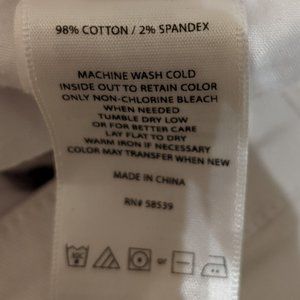 98% COTTON / 2% SPANDEX
MACHINE WASH COLD
INSIDE OUT TO RETAIN COLOR
ONLY NON-CHLORINE BLEACH
WHEN NEEDED
TUMBLE DRY LOW
OR FOR BETTER CARE
LAY FLAT TO DRY
WARM IRON IF NECESSARY
COLOR MAY TRANSFER WHEN NEW
MADE IN CHINA
RN# 58539
or